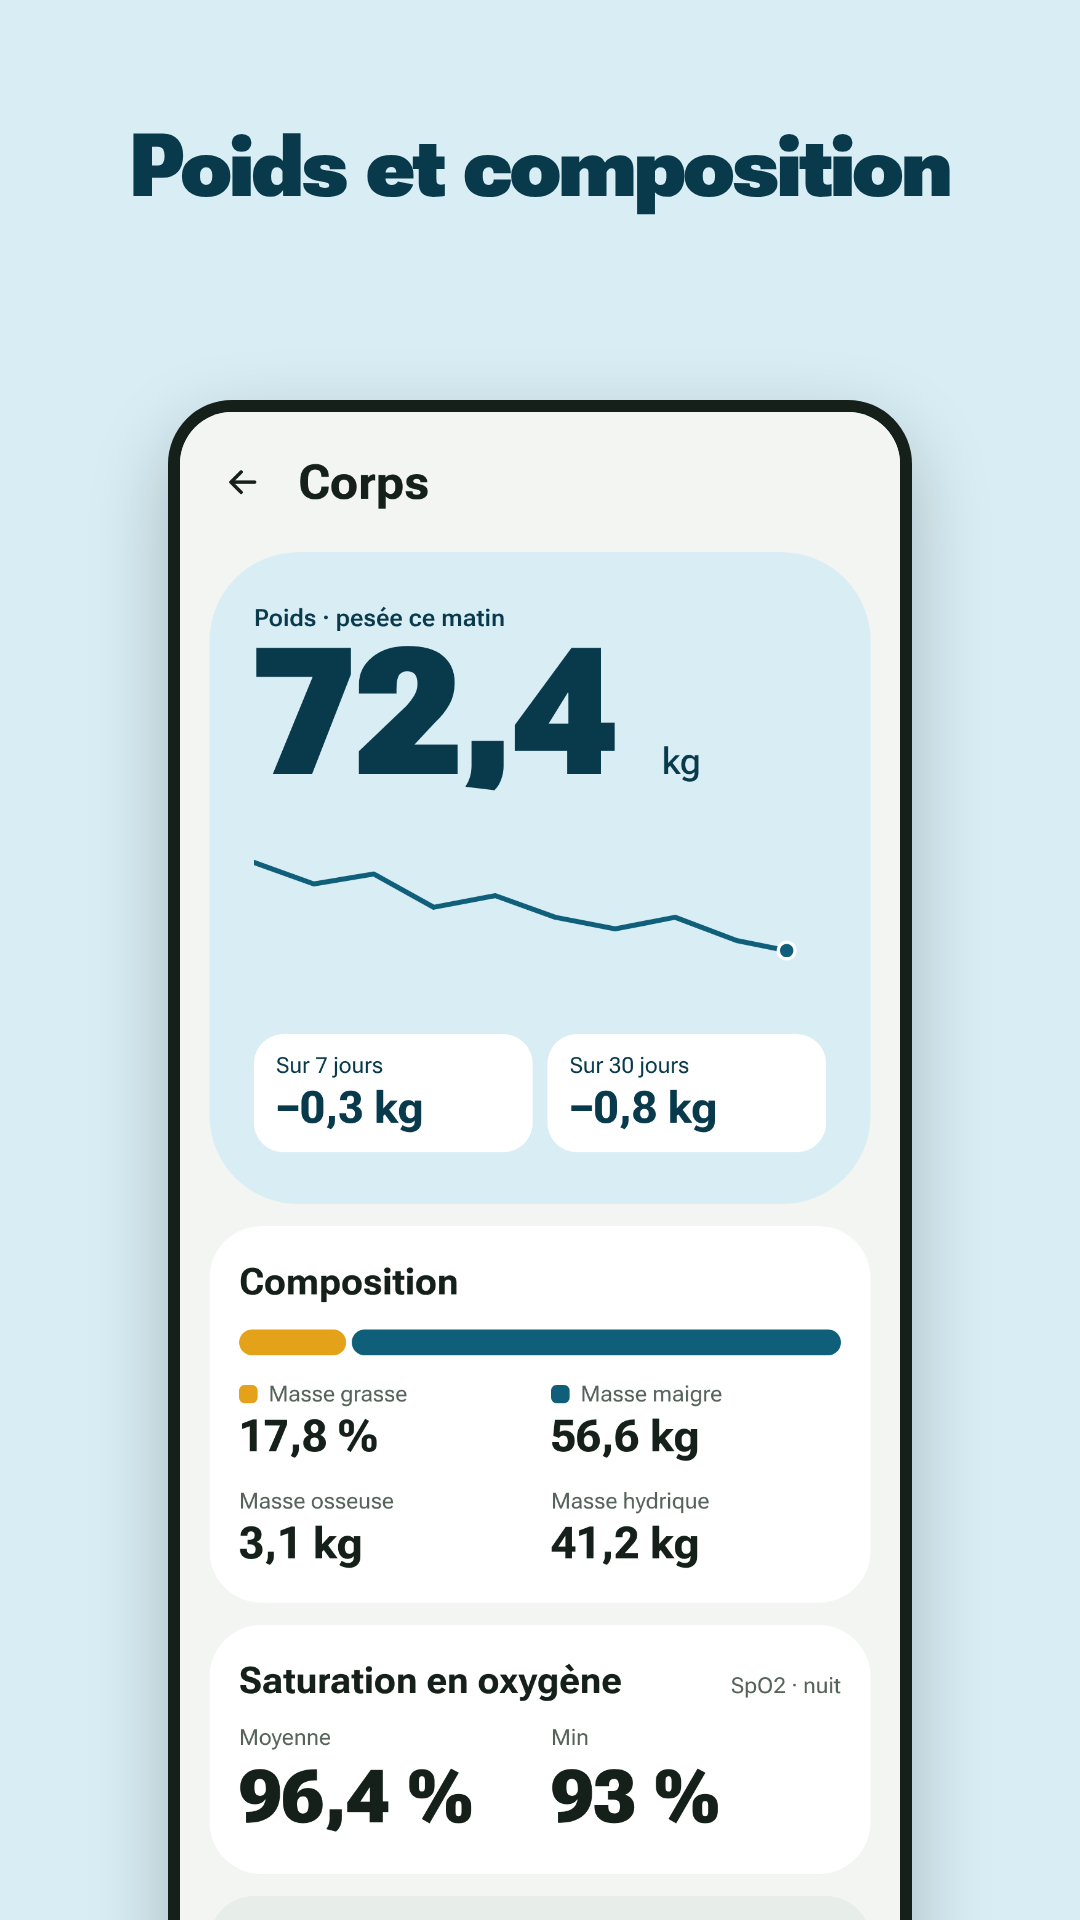 Poids et composition
Corps
Poids · pesée ce matin
72,4 kg
Sur 7 jours
−0,3 kg
Sur 30 jours
−0,8 kg
Composition
Masse grasse
17,8 %
Masse maigre
56,6 kg
Masse osseuse
3,1 kg
Masse hydrique
41,2 kg
Saturation en oxygène
SpO2 · nuit
Moyenne
96,4 %
Min
93 %